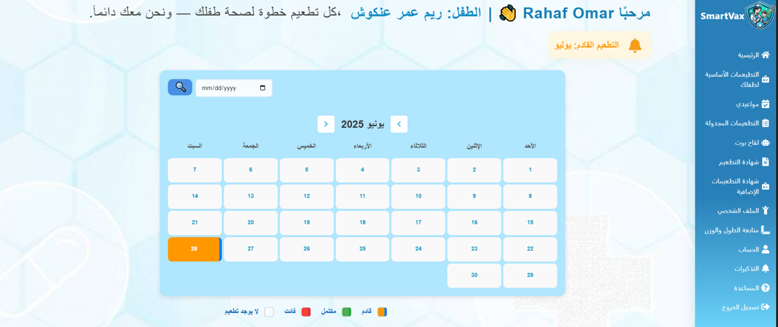 SmartVax
الرئيسية
التطعيمات الأساسية
لطفلك
مواعيدي
التطعيمات المجدولة
لقاح بوت
شهادة التطعيم
شهادة التطعيمات
الإضافية
الملف الشخصي
متابعة الطول والوزن
الحساب
التذكيرات
المساعدة
تسجيل الخروج
مرحبًا Rahaf Omar 👋 | الطفل: ريم عمر عنكوش ،كل تطعيم خطوة لصحة طفلك — ونحن معك دائماً.
التطعيم القادم: يوليو
mm/dd/yyyy
يونيو 2025
الأحد الإثنين الثلاثاء الأربعاء الخميس الجمعة السبت
1 2 3 4 5 6 7
8 9 10 11 12 13 14
15 16 17 18 19 20 21
22 23 24 25 26 27 28
29 30
قادم مكتمل فائت لا يوجد تطعيم